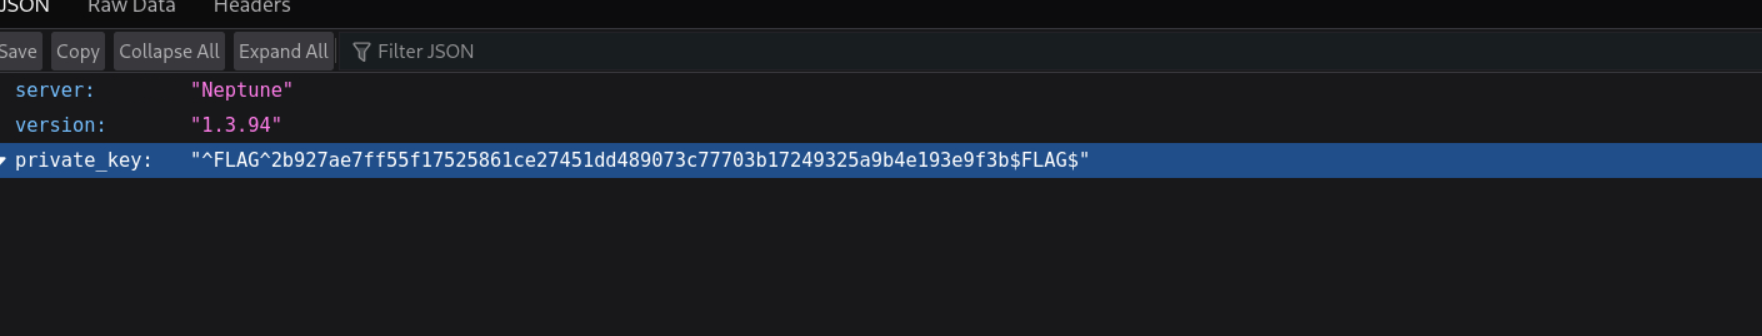 JSON Raw Data Headers
Save Copy Collapse All Expand All Filter JSON
server: "Neptune"
version: "1.3.94"
private_key: "^FLAG^2b927ae7ff55f17525861ce27451dd489073c77703b17249325a9b4e193e9f3b$FLAG$"